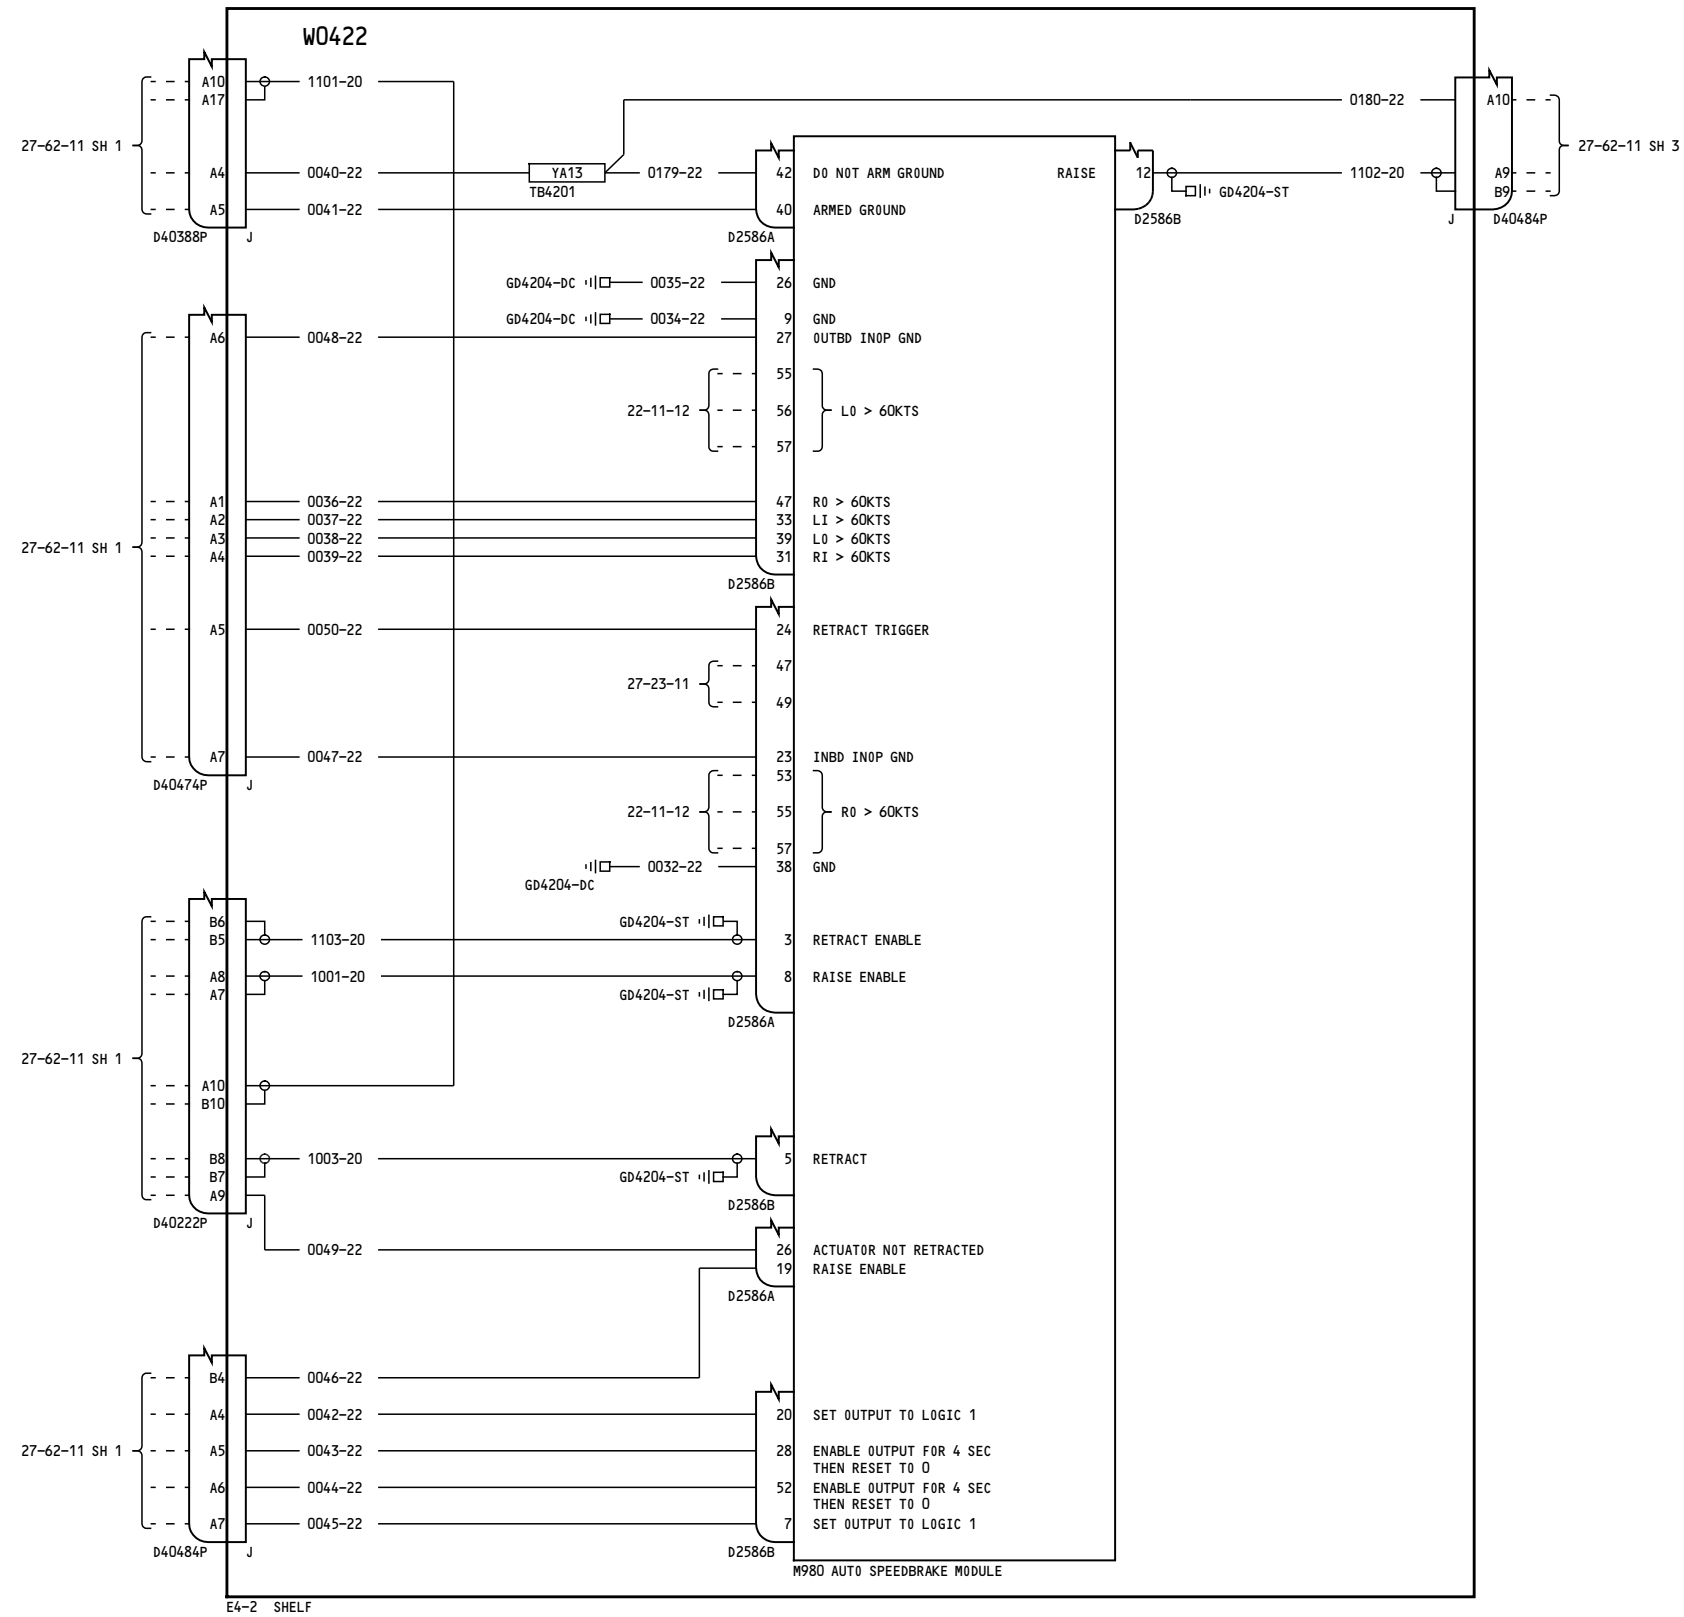 W0422
A10 1101-20
A17
0180-22 A10
27-62-11 SH 1
27-62-11 SH 3
A4 0040-22 YA13 0179-22 42 DO NOT ARM GROUND RAISE 12 1102-20 A9
TB4201
GD4204-ST B9
A5 0041-22 40 ARMED GROUND
D2586B J D40484P
D40388P J D2586A
GD4204-DC 0035-22 26 GND
GD4204-DC 0034-22 9 GND
A6 0048-22 27 OUTBD INOP GND
55
22-11-12 56 LO > 60KTS
57
A1 0036-22 47 RO > 60KTS
A2 0037-22 33 LI > 60KTS
A3 0038-22 39 LO > 60KTS
27-62-11 SH 1
A4 0039-22 31 RI > 60KTS
D2586B
A5 0050-22 24 RETRACT TRIGGER
47
27-23-11
49
A7 0047-22 23 INBD INOP GND
53
D40474P J
22-11-12 55 RO > 60KTS
57
0032-22 38 GND
GD4204-DC
B6 GD4204-ST
B5 1103-20 3 RETRACT ENABLE
A8 1001-20 8 RAISE ENABLE
A7 GD4204-ST
D2586A
27-62-11 SH 1
A10
B10
B8 1003-20 5 RETRACT
B7 GD4204-ST
A9
D2586B
D40222P J
0049-22 26 ACTUATOR NOT RETRACTED
19 RAISE ENABLE
D2586A
B4 0046-22
A4 0042-22 20 SET OUTPUT TO LOGIC 1
27-62-11 SH 1 A5 0043-22 28 ENABLE OUTPUT FOR 4 SEC
THEN RESET TO 0
A6 0044-22 52 ENABLE OUTPUT FOR 4 SEC
THEN RESET TO 0
A7 0045-22 7 SET OUTPUT TO LOGIC 1
D40484P J D2586B
M980 AUTO SPEEDBRAKE MODULE
E4-2 SHELF